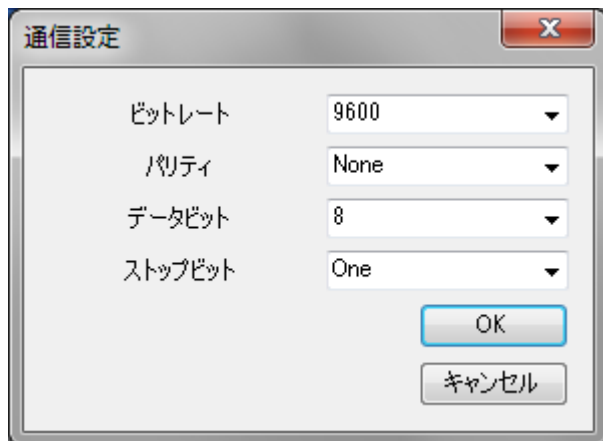 通信設定
ビットレート 9600
パリティ None
データビット 8
ストップビット One
OK
キャンセル